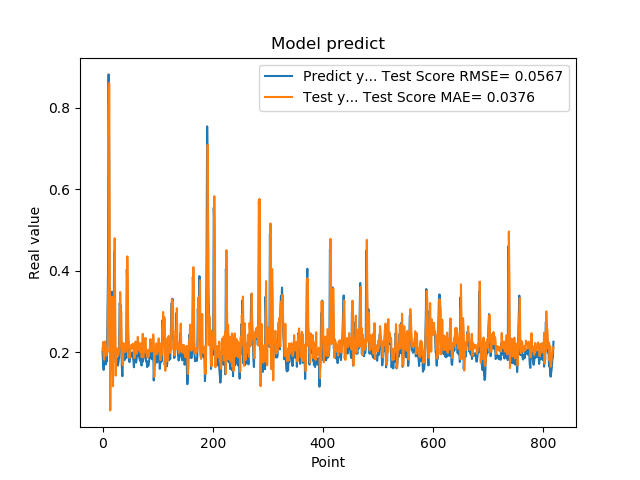 Model predict
Predict y... Test Score RMSE= 0.0567
Test y... Test Score MAE= 0.0376
0.8
0.6
0.4
0.2
Real value
0 200 400 600 800
Point